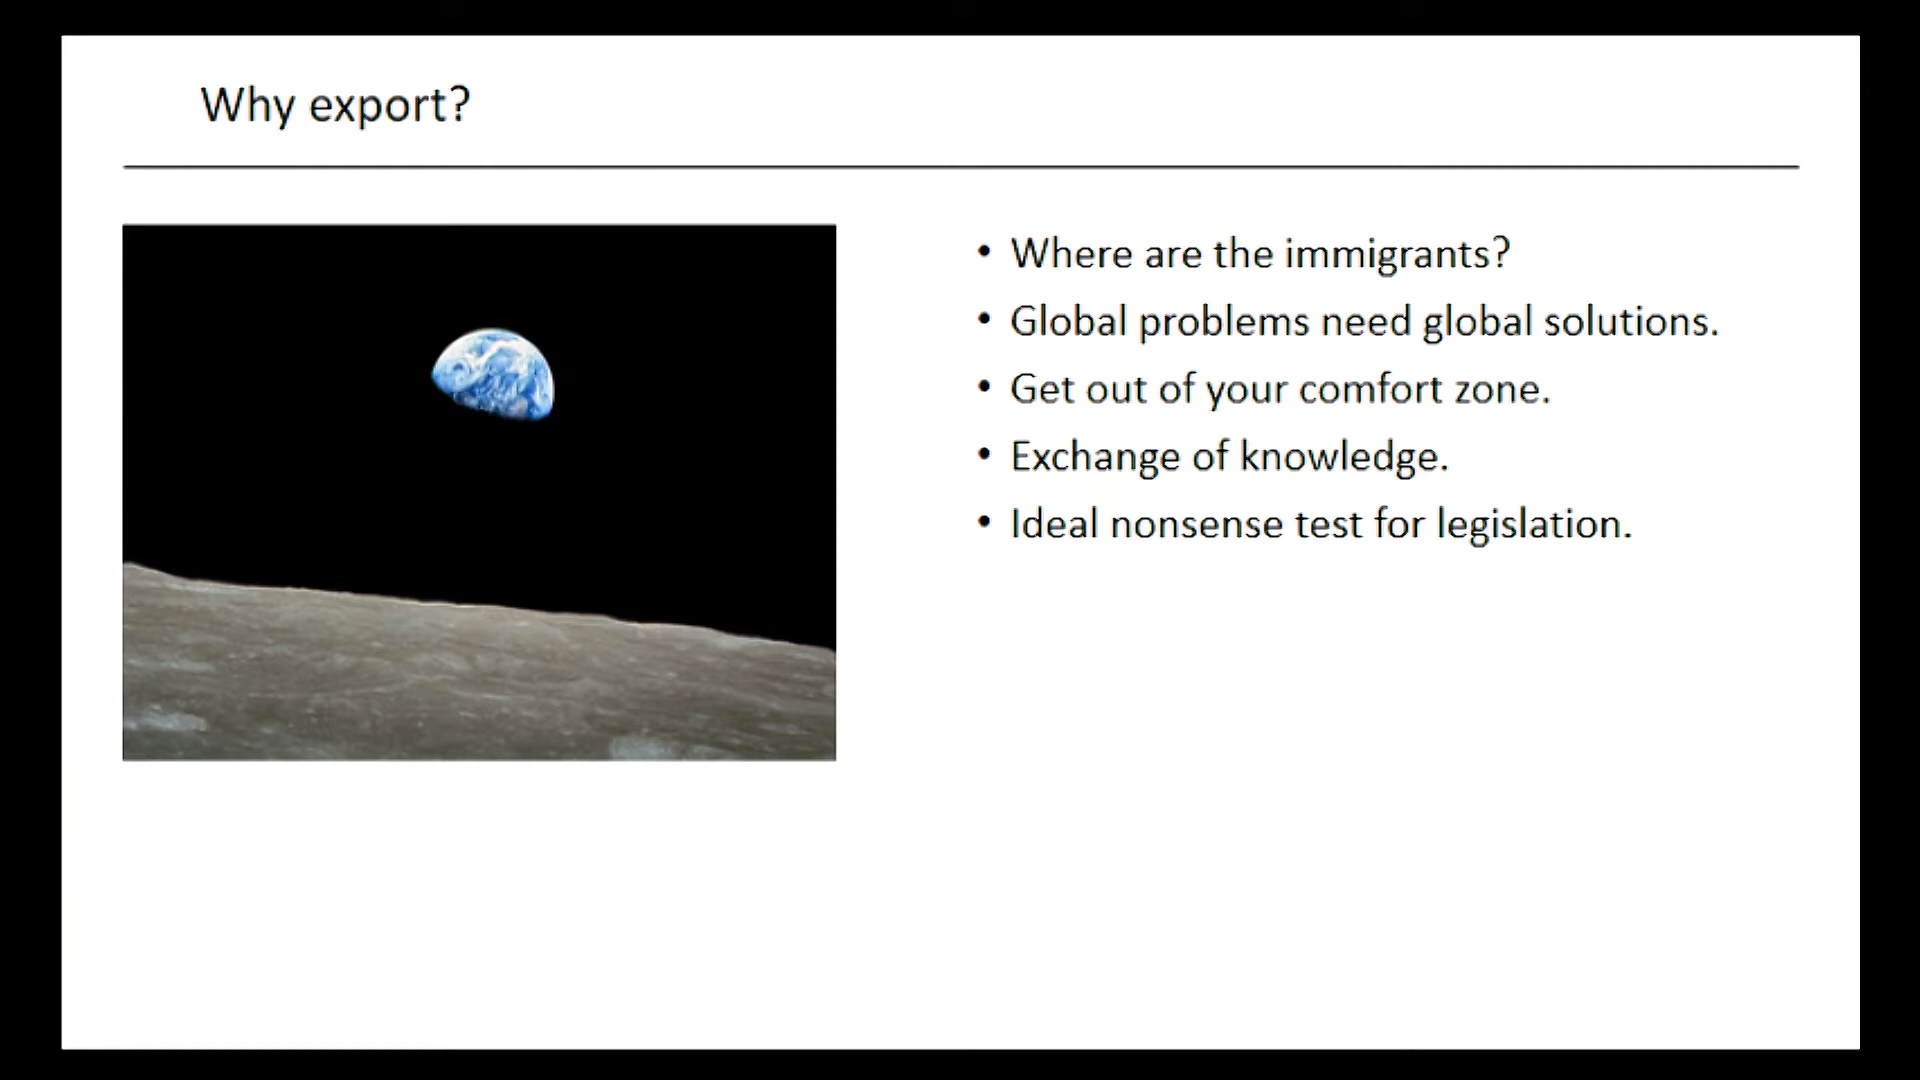 Why export?
• Where are the immigrants?
• Global problems need global solutions.
• Get out of your comfort zone.
• Exchange of knowledge.
• Ideal nonsense test for legislation.